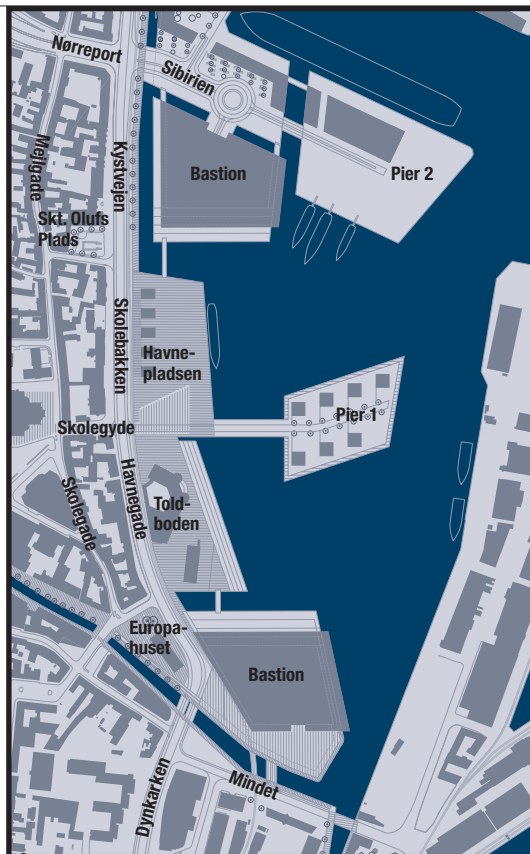 Nørreport
Sibirien
Mejlgade
Kystvejen
Bastion
Pier 2
Skt. Olufs
Plads
Skolebakken
Havne-
pladsen
Pier 1
Skolegyde
Havnegade
Skolegade
Told-
boden
Europa-
huset
Bastion
Mindet
Dynkarken